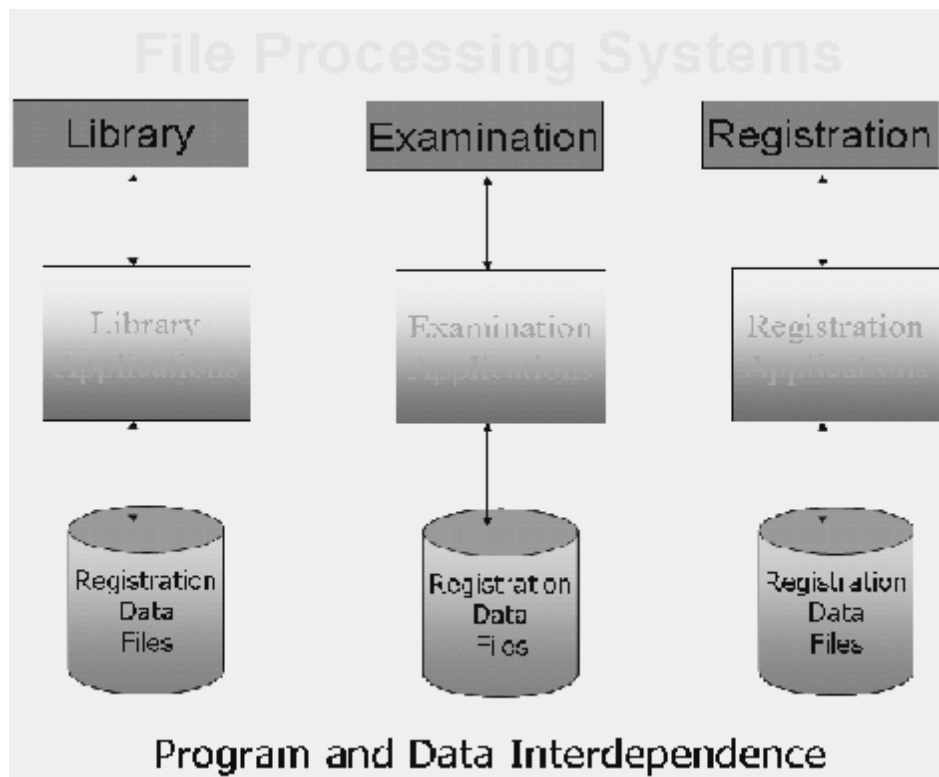 File Processing Systems
Library
Examination
Registration
Library
Applications
Examination
Applications
Registration
Applications
Registration
Data
Files
Registration
Data
Files
Registration
Data
Files
Program and Data Interdependence